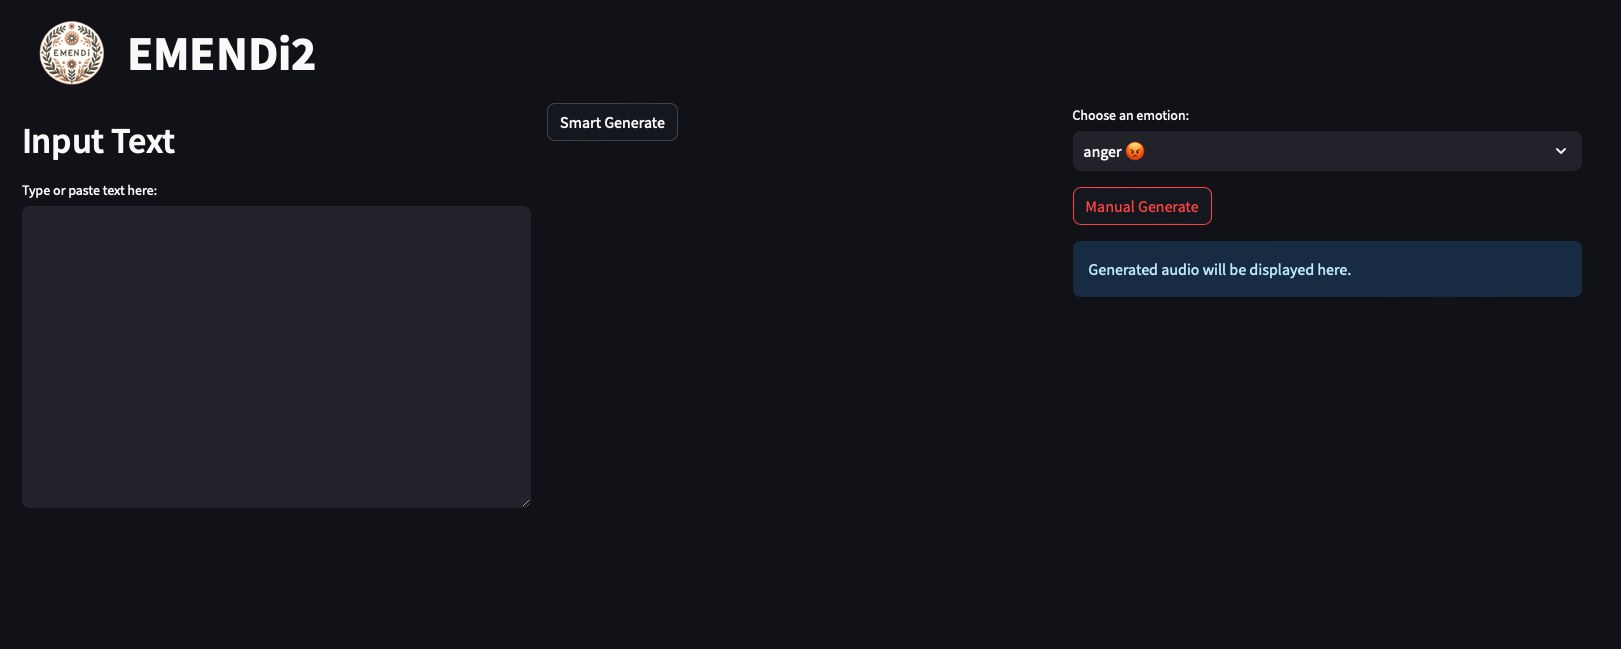 EMENDi
EMENDi2
Input Text
Type or paste text here:
Smart Generate
Choose an emotion:
anger 😡
Manual Generate
Generated audio will be displayed here.